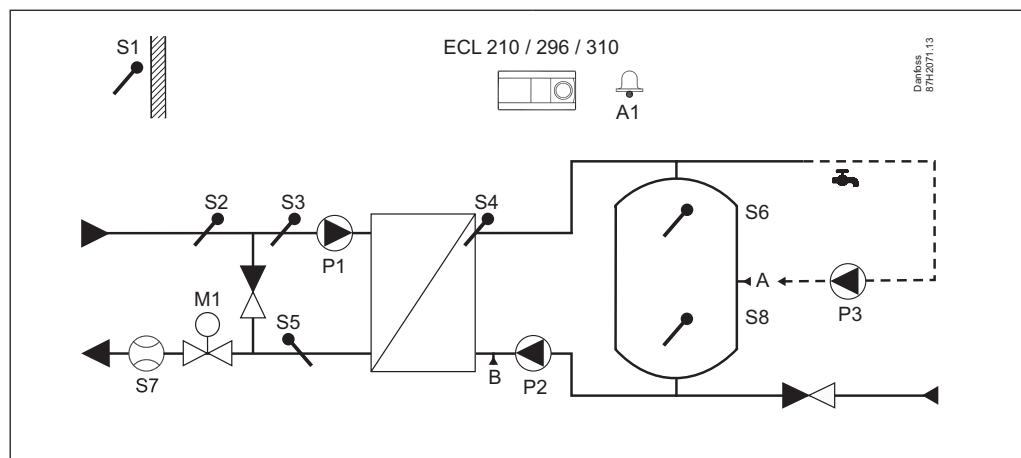 S1
ECL 210 / 296 / 310
A1
Danfoss
87H2071.13
S2
S3
S4
P1
S6
A
P3
S8
M1
S5
S7
B
P2